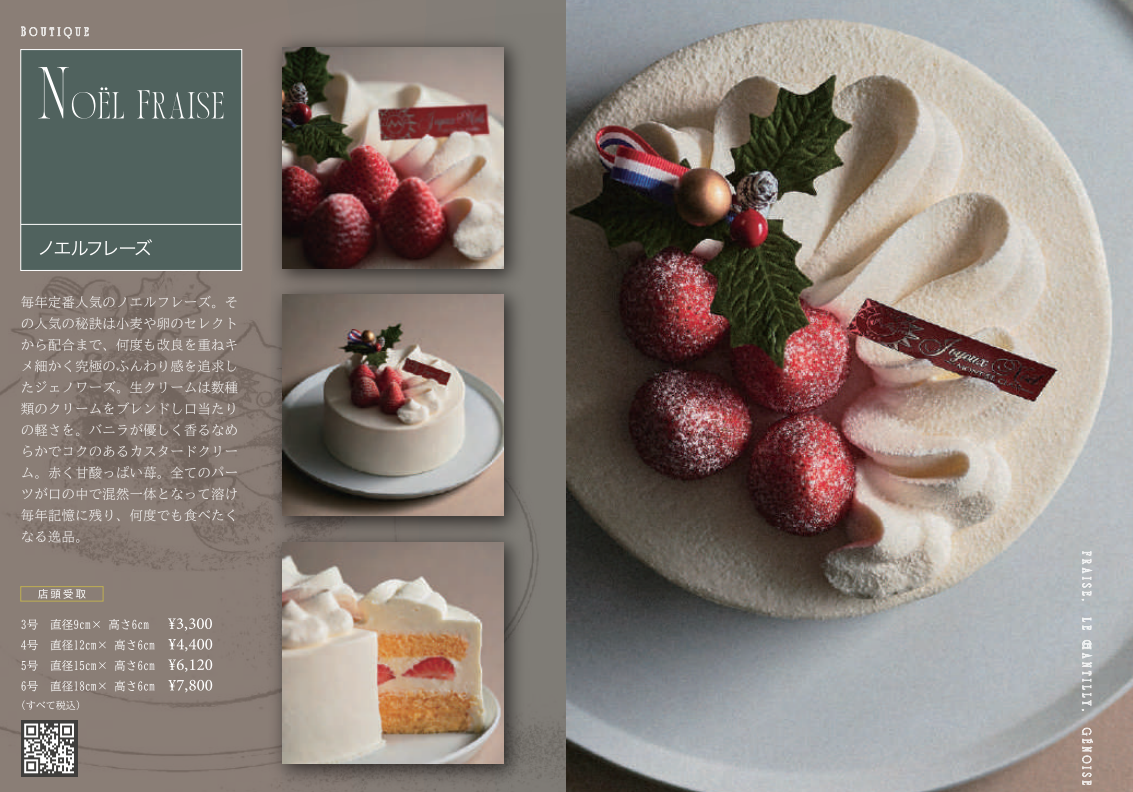 BOUTIQUE
NOËL FRAISE
ノエルフレーズ
毎年定番人気のノエルフレーズ。そ
の人気の秘訣は小麦や卵のセレクト
から配合まで、何度も改良を重ねキ
メ細かく究極のふんわり感を追求し
たジェノワーズ。生クリームは数種
類のクリームをブレンドし口当たり
の軽さを。バニラが優しく香るなめ
らかでコクのあるカスタードクリー
ム。赤く甘酸っぱい苺。全てのパー
ツが口の中で混然一体となって溶け
毎年記憶に残り、何度でも食べたく
なる逸品。
店頭受取
3号 直径9cm× 高さ6cm ¥3,300
4号 直径12cm× 高さ6cm ¥4,400
5号 直径15cm× 高さ6cm ¥6,120
6号 直径18cm× 高さ6cm ¥7,800
(すべて税込)
Joyeux Noël
Joyeux Noël
FRAISE, LE CHANTILLY, GÉNOISE